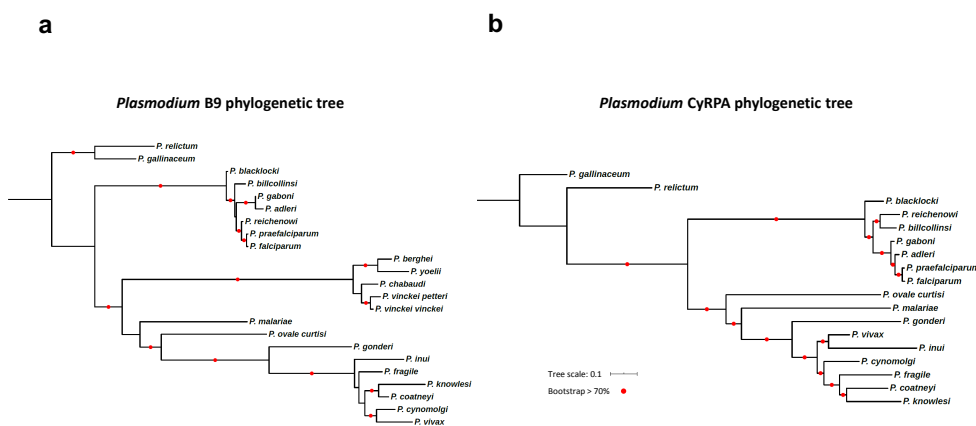 a
Plasmodium B9 phylogenetic tree
P. relictum
P. gallinaceum
P. blacklocki
P. billcollinsi
P. gaboni
P. adleri
P. reichenowi
P. praefalciparum
P. falciparum
P. berghei
P. yoelii
P. chabaudi
P. vinckei petteri
P. vinckei vinckei
P. malariae
P. ovale curtisi
P. gonderi
P. inui
P. fragile
P. knowlesi
P. coatneyi
P. cynomolgi
P. vivax
b
Plasmodium CyRPA phylogenetic tree
P. gallinaceum
P. relictum
P. blacklocki
P. reichenowi
P. billcollinsi
P. gaboni
P. adleri
P. praefalciparum
P. falciparum
P. ovale curtisi
P. malariae
P. gonderi
P. vivax
P. inui
P. cynomolgi
P. fragile
P. coatneyi
P. knowlesi
Tree scale: 0.1
Bootstrap > 70%